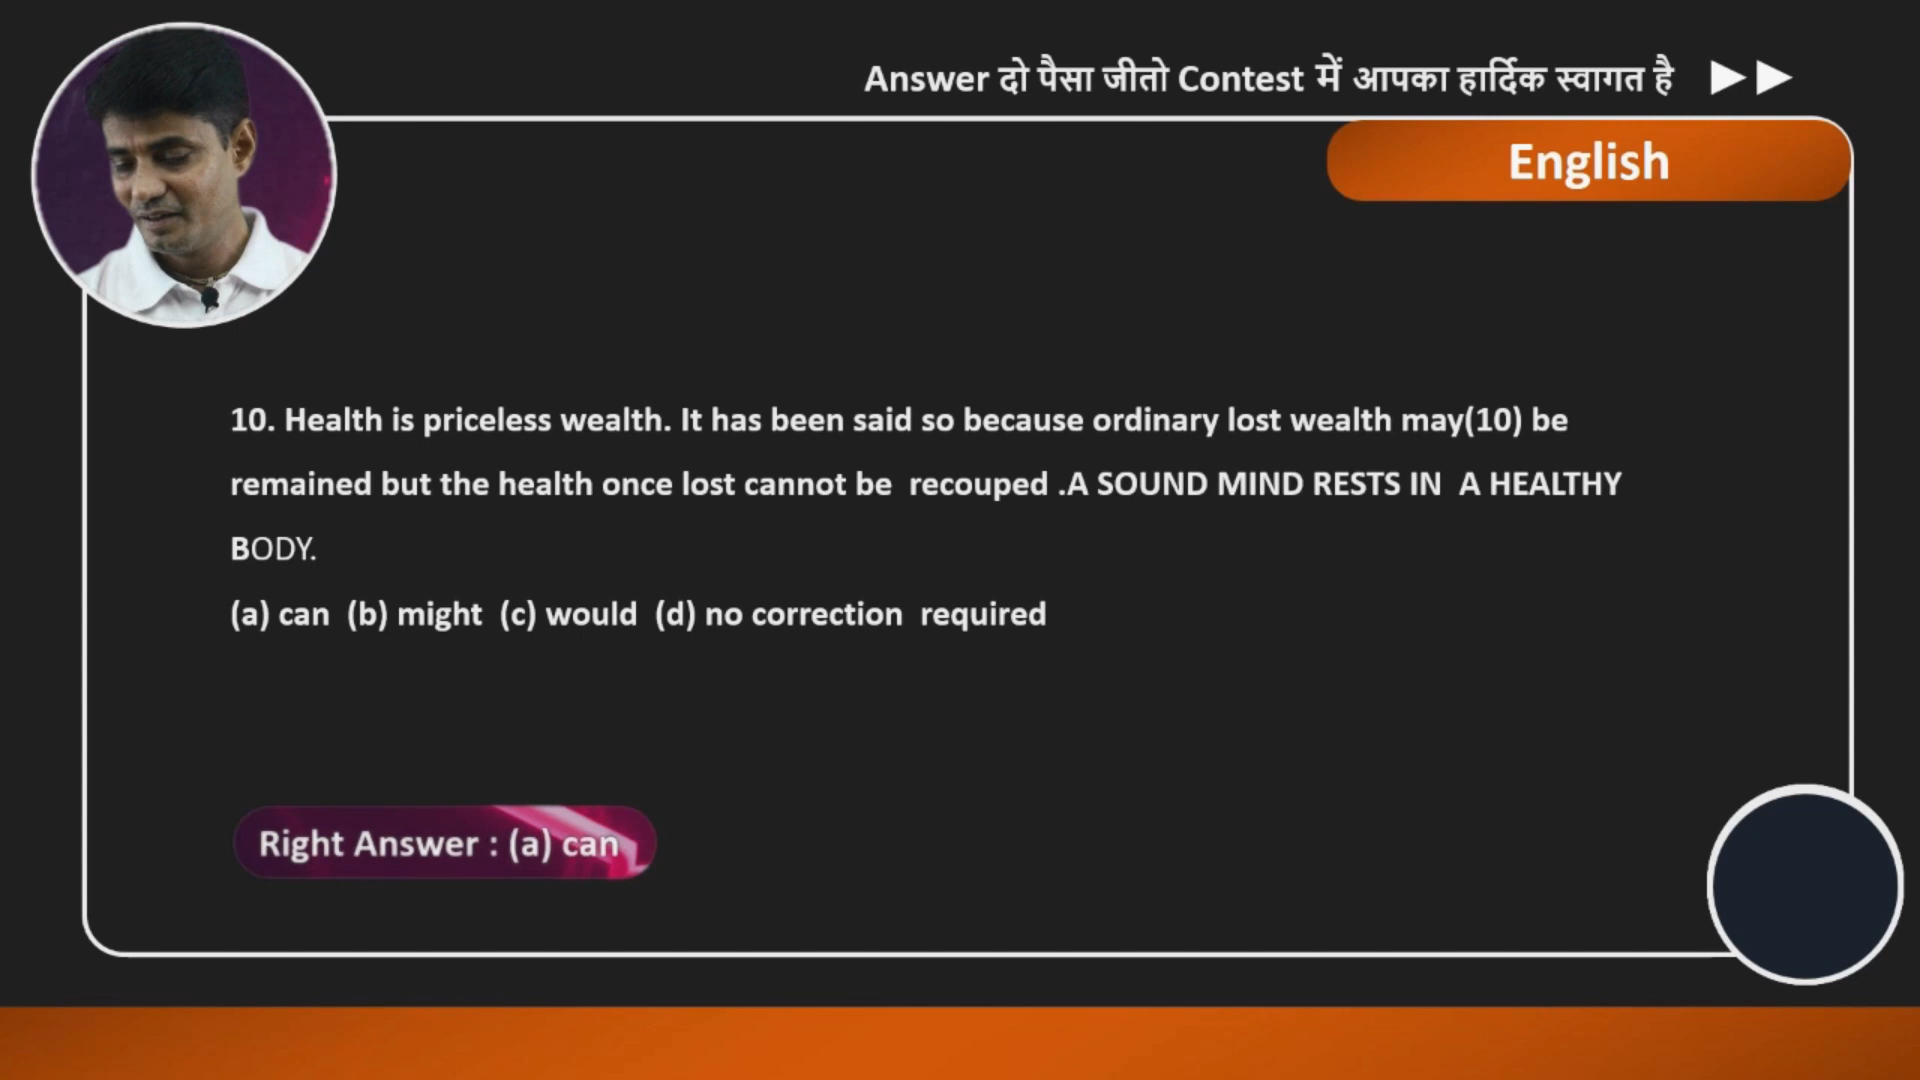 Answer दो पैसा जीतो Contest में आपका हार्दिक स्वागत है
English
10. Health is priceless wealth. It has been said so because ordinary lost wealth may(10) be
remained but the health once lost cannot be recouped .A SOUND MIND RESTS IN A HEALTHY
BODY.
(a) can (b) might (c) would (d) no correction required
Right Answer : (a) can